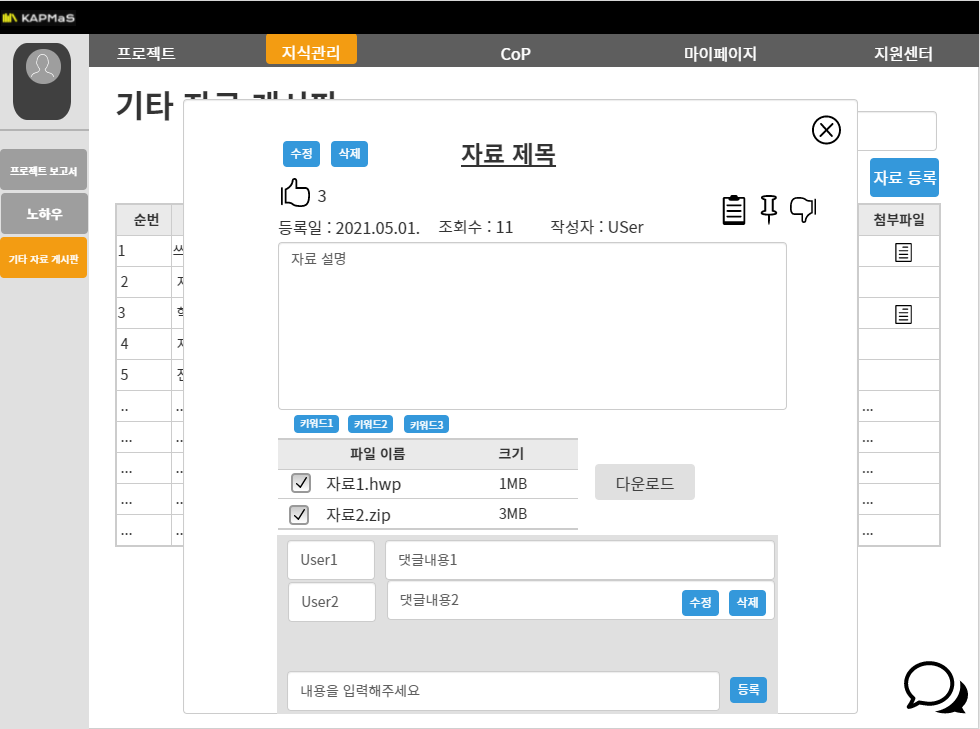 KAPMaS
프로젝트 지식관리 CoP 마이페이지 지원센터
기타 자료 게시판
프로젝트 보고서
노하우
기타 자료 게시판
자료 등록
순번 첨부파일
1
2
3
4
5
.. ..
... ...
... ...
... ...
... ...
수정 삭제 자료 제목
3
등록일 : 2021.05.01. 조회수 : 11 작성자 : USer
자료 설명
키워드1 키워드2 키워드3
파일 이름 크기
자료1.hwp 1MB
자료2.zip 3MB
다운로드
User1 댓글내용1
User2 댓글내용2 수정 삭제
내용을 입력해주세요 등록